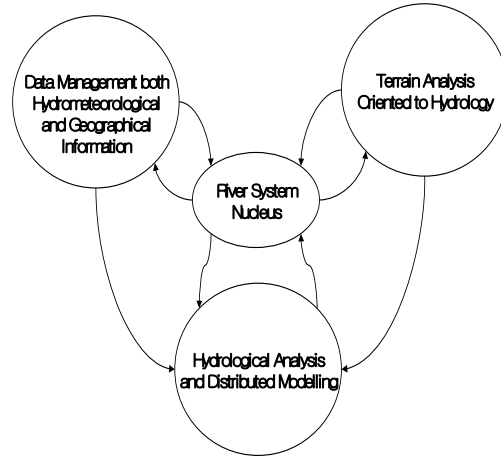 Data Management both
Hydrometeorological
and Geographical
Information
Terrain Analysis
Oriented to Hydrology
River System
Nucleus
Hydrological Analysis
and Distributed Modelling